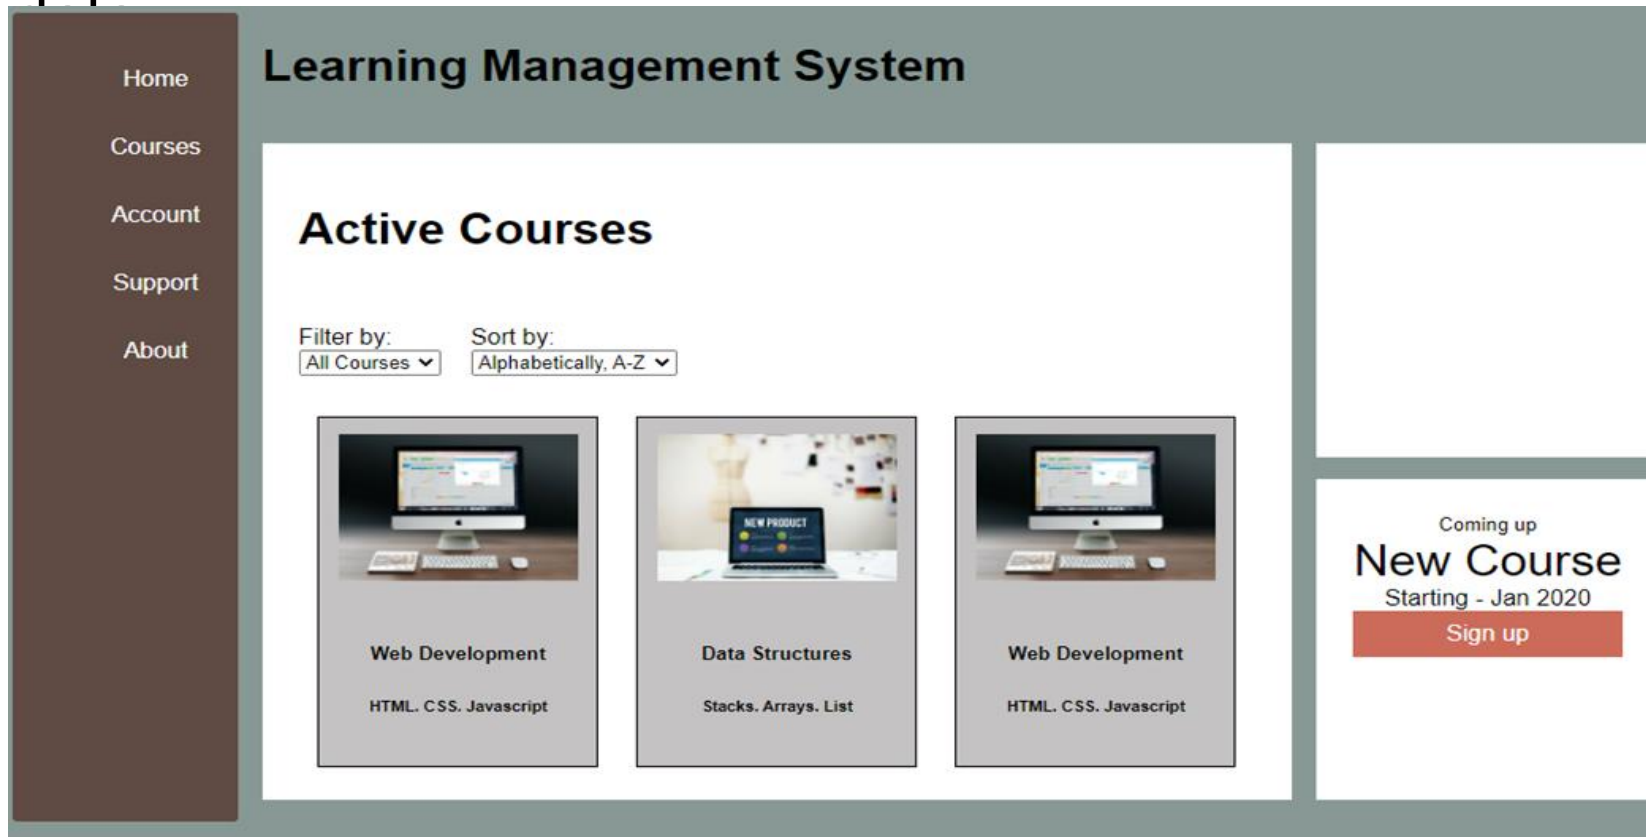 Learning Management System
Home
Courses
Account
Support
About
Active Courses
Filter by:
All Courses
Sort by:
Alphabetically, A-Z
NEW PRODUCT
Web Development
HTML. CSS. Javascript
Data Structures
Stacks. Arrays. List
Web Development
HTML. CSS. Javascript
Coming up
New Course
Starting - Jan 2020
Sign up